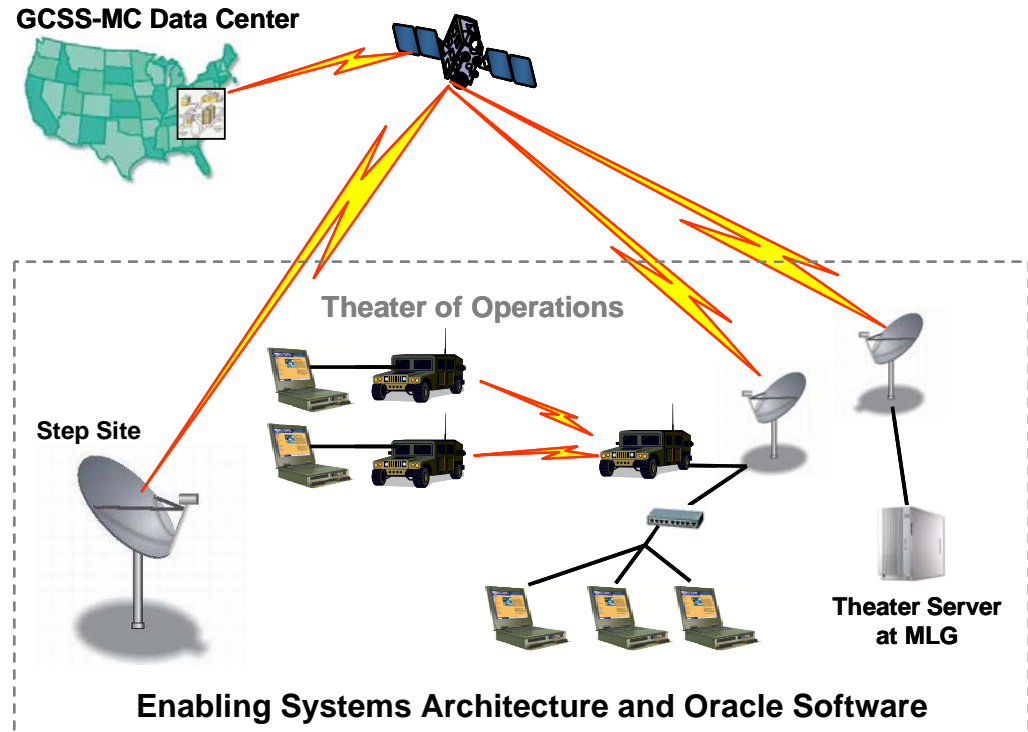 GCSS-MC Data Center
Theater of Operations
Step Site
Theater Server
at MLG
Enabling Systems Architecture and Oracle Software